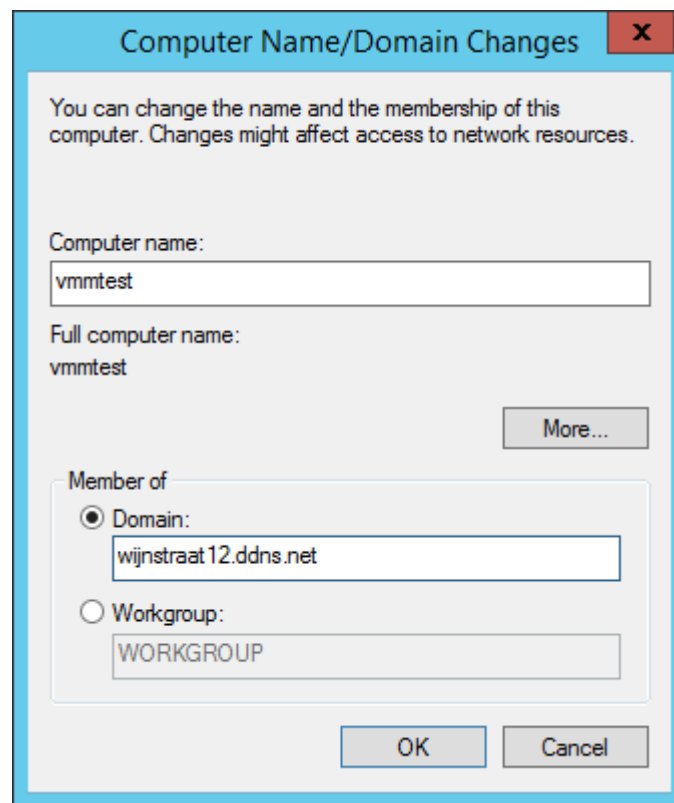 Computer Name/Domain Changes
x
You can change the name and the membership of this
computer. Changes might affect access to network resources.
Computer name:
vmmtest
Full computer name:
vmmtest
More...
Member of
Domain:
wijnstraat12.ddns.net
Workgroup:
WORKGROUP
OK Cancel